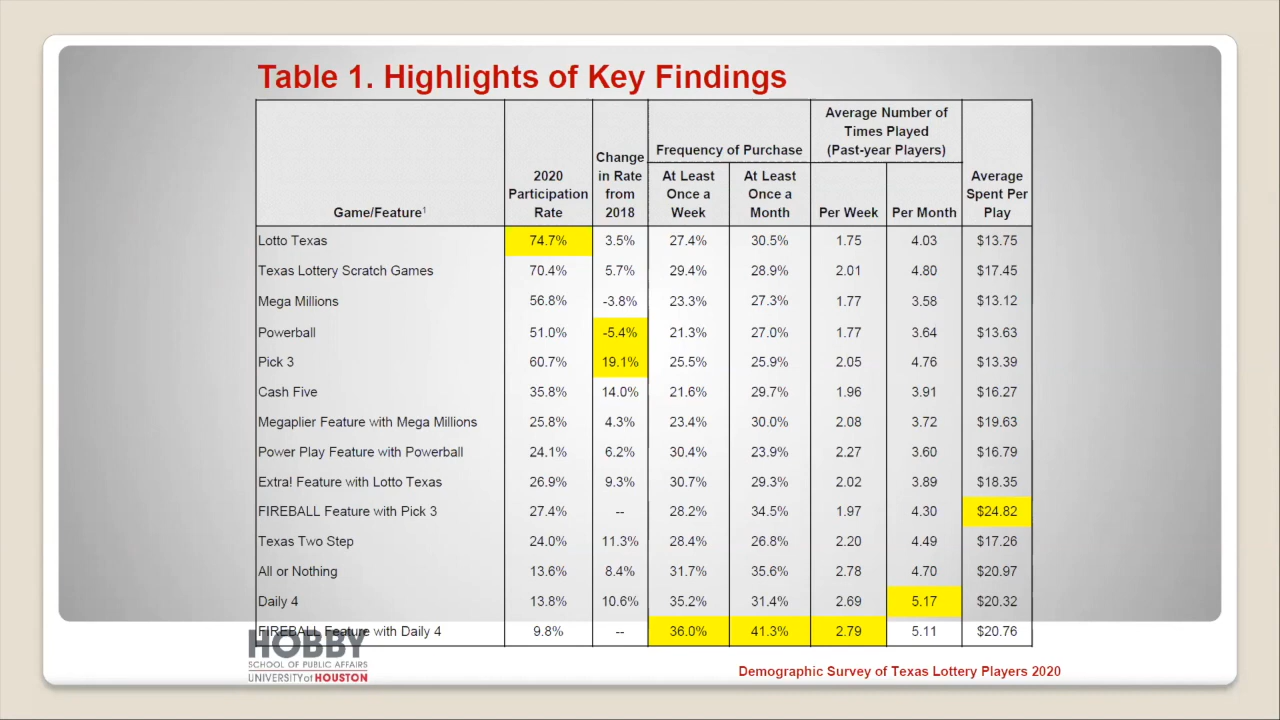 Table 1. Highlights of Key Findings
Game/Feature¹ | 2020 Participation Rate | Change in Rate from 2018 | Frequency of Purchase | Average Number of Times Played (Past-year Players) | Average Spent Per Play
At Least Once a Week | At Least Once a Month | Per Week | Per Month
Lotto Texas 74.7% 3.5% 27.4% 30.5% 1.75 4.03 $13.75
Texas Lottery Scratch Games 70.4% 5.7% 29.4% 28.9% 2.01 4.80 $17.45
Mega Millions 56.8% -3.8% 23.3% 27.3% 1.77 3.58 $13.12
Powerball 51.0% -5.4% 21.3% 27.0% 1.77 3.64 $13.63
Pick 3 60.7% 19.1% 25.5% 25.9% 2.05 4.76 $13.39
Cash Five 35.8% 14.0% 21.6% 29.7% 1.96 3.91 $16.27
Megaplier Feature with Mega Millions 25.8% 4.3% 23.4% 30.0% 2.08 3.72 $19.63
Power Play Feature with Powerball 24.1% 6.2% 30.4% 23.9% 2.27 3.60 $16.79
Extra! Feature with Lotto Texas 26.9% 9.3% 30.7% 29.3% 2.02 3.89 $18.35
FIREBALL Feature with Pick 3 27.4% -- 28.2% 34.5% 1.97 4.30 $24.82
Texas Two Step 24.0% 11.3% 28.4% 26.8% 2.20 4.49 $17.26
All or Nothing 13.6% 8.4% 31.7% 35.6% 2.78 4.70 $20.97
Daily 4 13.8% 10.6% 35.2% 31.4% 2.69 5.17 $20.32
FIREBALL Feature with Daily 4 9.8% -- 36.0% 41.3% 2.79 5.11 $20.76
HOBBY
SCHOOL OF PUBLIC AFFAIRS
UNIVERSITY of HOUSTON
Demographic Survey of Texas Lottery Players 2020